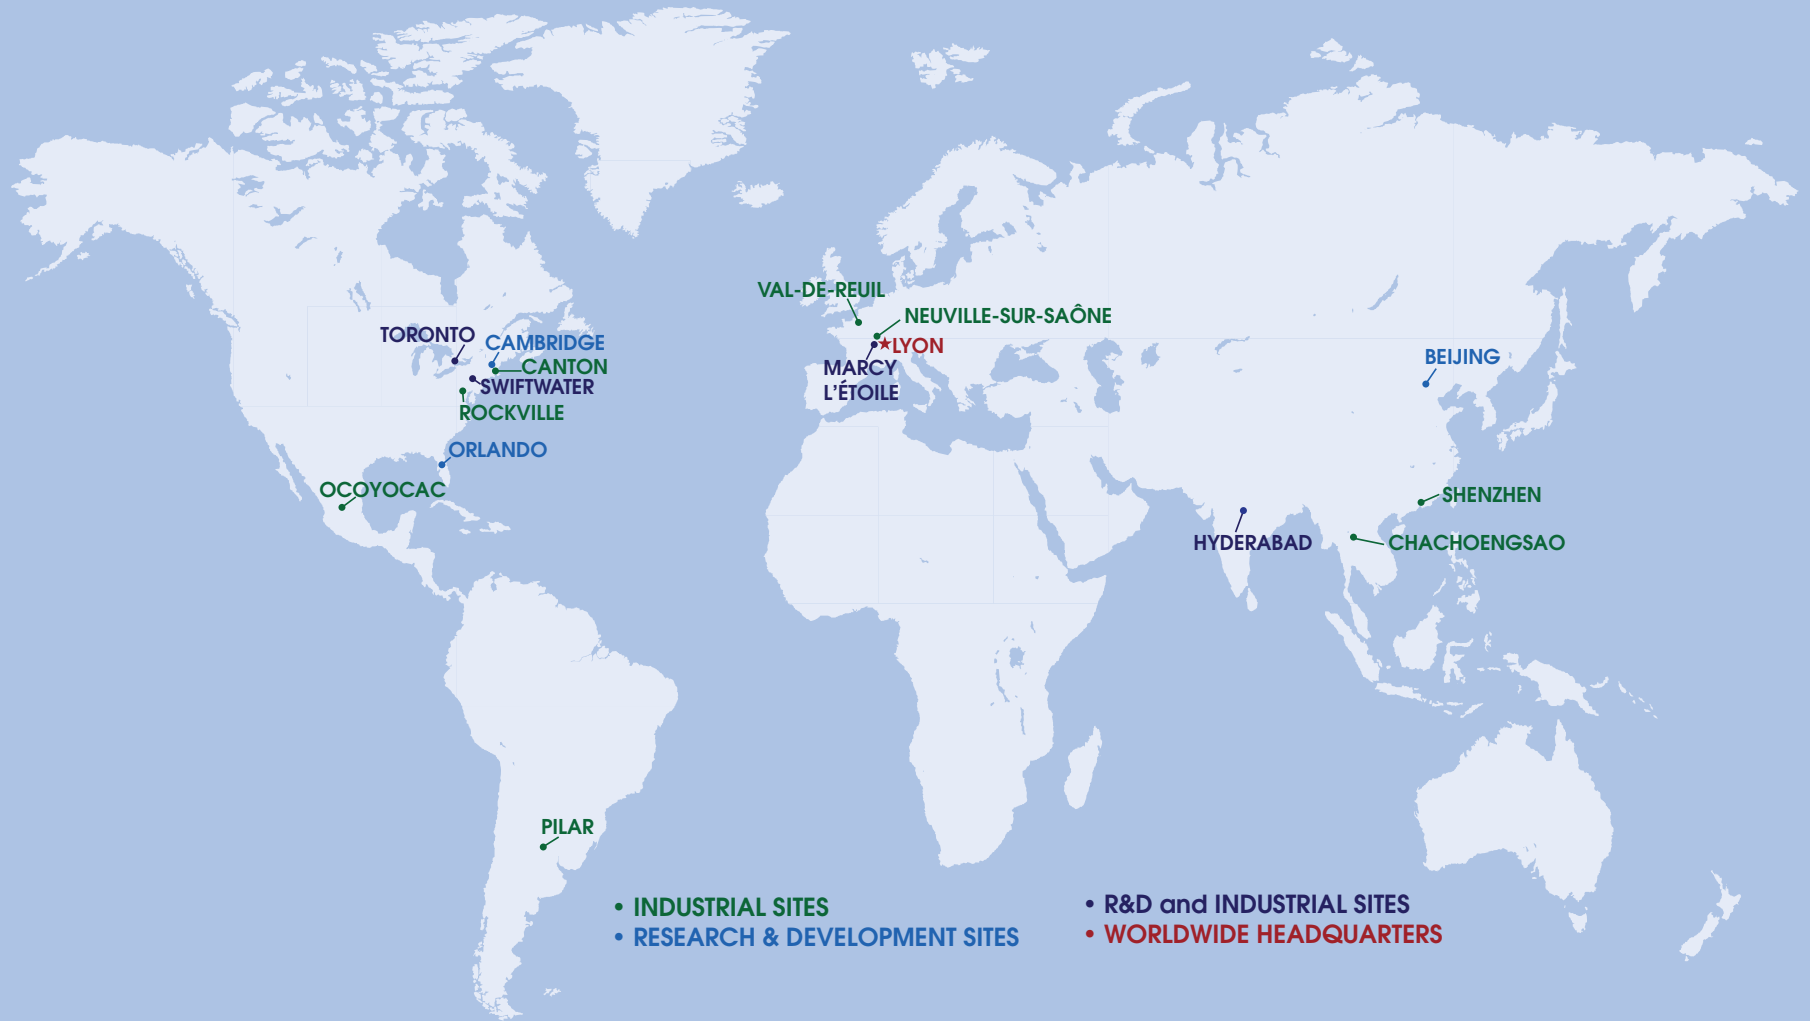 VAL-DE-REUIL
NEUVILLE-SUR-SAÔNE
TORONTO
CAMBRIDGE
LYON
BEIJING
CANTON
MARCY
L'ÉTOILE
SWIFTWATER
ROCKVILLE
ORLANDO
OCOYOCAC
SHENZHEN
HYDERABAD
CHACHOENGSAO
PILAR
• INDUSTRIAL SITES
• RESEARCH & DEVELOPMENT SITES
• R&D and INDUSTRIAL SITES
• WORLDWIDE HEADQUARTERS